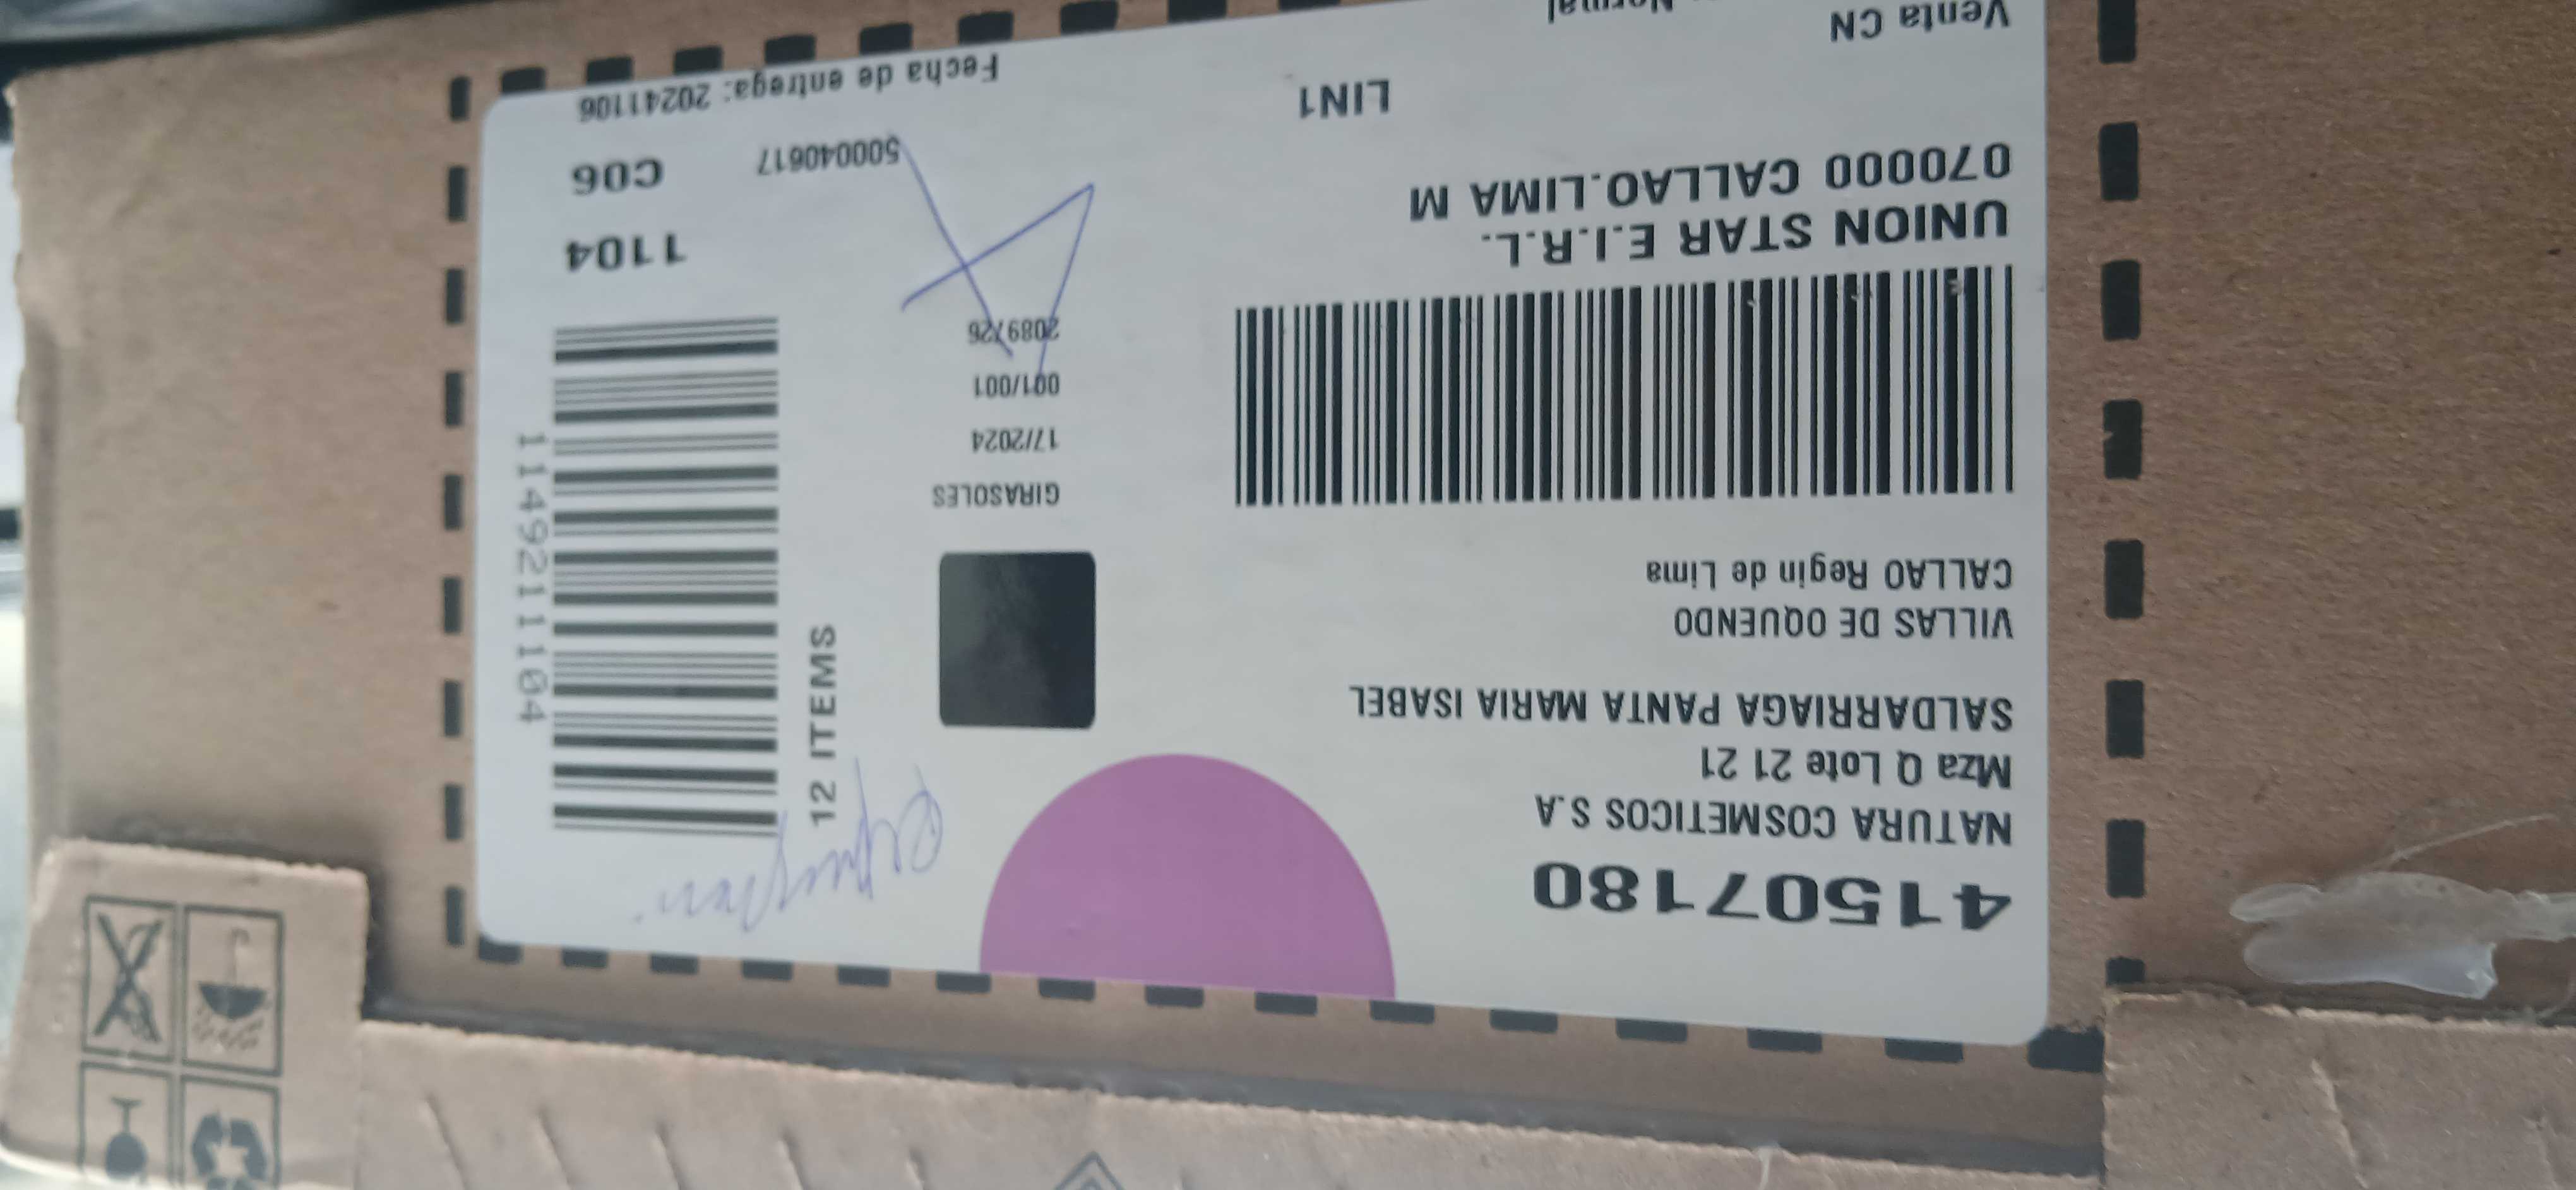 41507180
NATURA COSMETICOS S.A
Mza Q Lote 21 21
SALDARRIAGA PANTA MARIA ISABEL
VILLAS DE OQUENDO
CALLAO Regin de Lima
UNION STAR E.I.R.L.
070000 CALLAO.LIMA M
LIN1
Venta CN
Normal
GIRASOLES
17/2024
001/001
2089726
500040617
Fecha de entrega: 20241106
12 ITEMS
1149211104
1104
C06